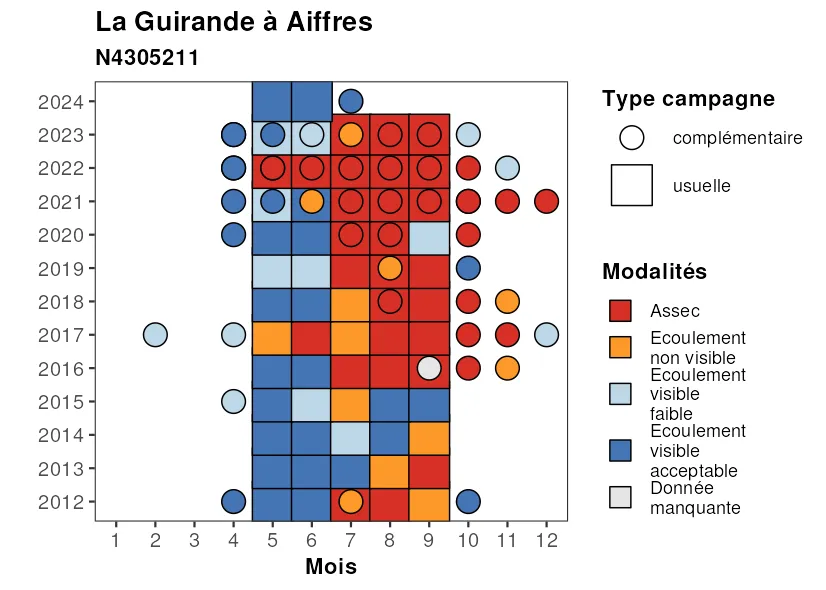 La Guirande à Aiffres
N4305211
2024
2023
2022
2021
2020
2019
2018
2017
2016
2015
2014
2013
2012
1 2 3 4 5 6 7 8 9 10 11 12
Mois
Type campagne
complémentaire
usuelle
Modalités
Assec
Ecoulement
non visible
Ecoulement
visible
faible
Ecoulement
visible
acceptable
Donnée
manquante